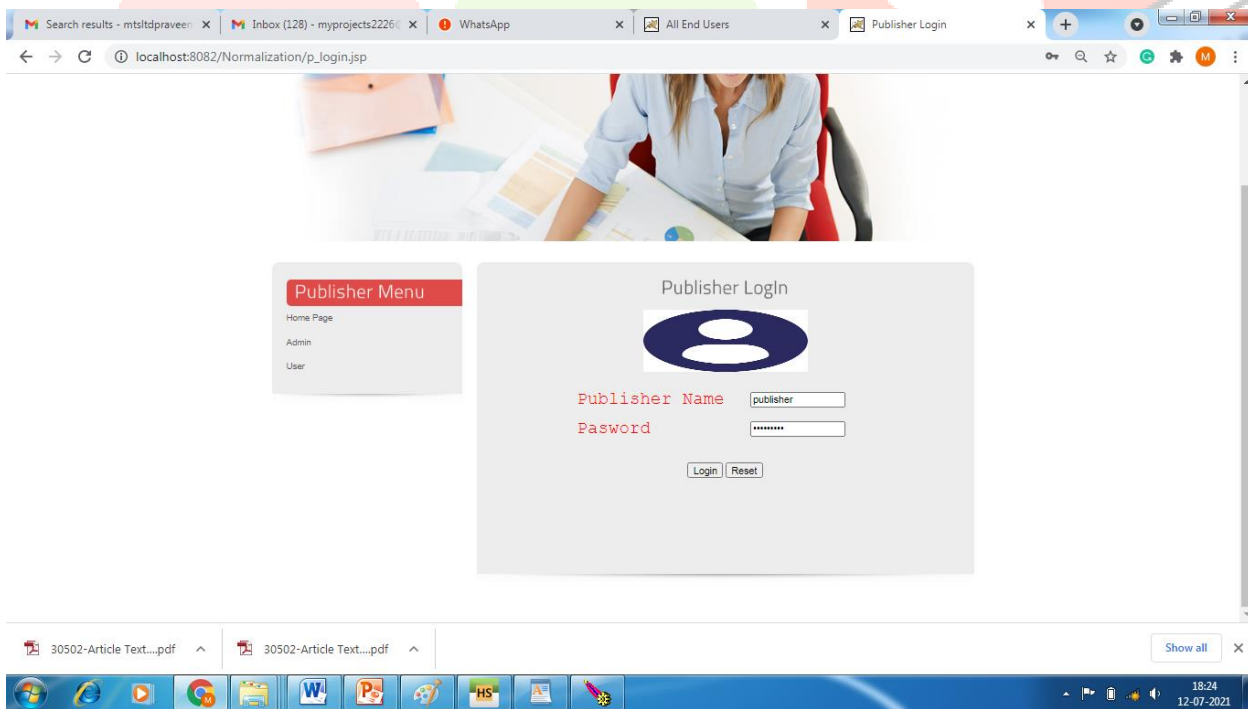 Search results - mtsltdpraveen
Inbox (128) - myprojects2226
WhatsApp
All End Users
Publisher Login
localhost:8082/Normalization/p_login.jsp
M
Publisher Menu
Home Page
Admin
User
Publisher LogIn
Publisher Name publisher
Pasword •••••••••
Login Reset
30502-Article Text....pdf
30502-Article Text....pdf
Show all
HS
18:24
12-07-2021